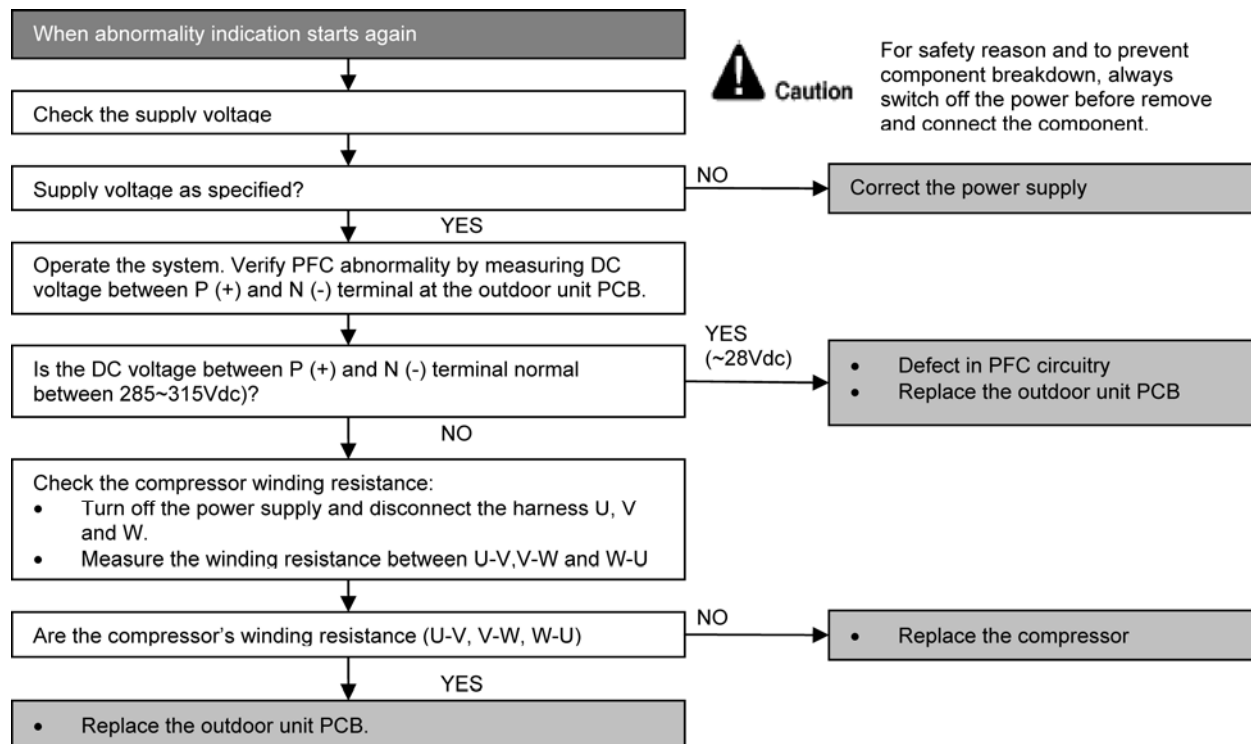 When abnormality indication starts again
Caution
For safety reason and to prevent
component breakdown, always
switch off the power before remove
and connect the component.
Check the supply voltage
Supply voltage as specified?
NO
Correct the power supply
YES
Operate the system. Verify PFC abnormality by measuring DC
voltage between P (+) and N (-) terminal at the outdoor unit PCB.
Is the DC voltage between P (+) and N (-) terminal normal
between 285~315Vdc)?
YES
(~28Vdc)
• Defect in PFC circuitry
• Replace the outdoor unit PCB
NO
Check the compressor winding resistance:
• Turn off the power supply and disconnect the harness U, V
and W.
• Measure the winding resistance between U-V,V-W and W-U
Are the compressor's winding resistance (U-V, V-W, W-U)
NO
• Replace the compressor
YES
• Replace the outdoor unit PCB.